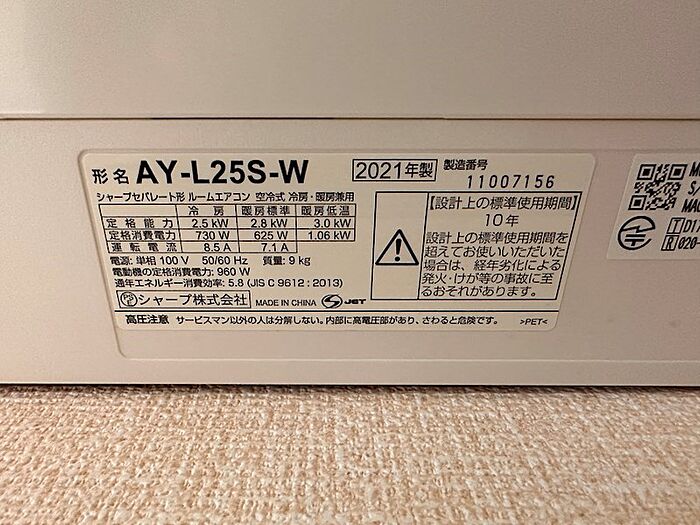 形名 AY-L25S-W 2021年製 製造番号 11007156
シャープセパレート形 ルームエアコン 空冷式 冷房・暖房兼用
冷房 暖房標準 暖房低温
定格能力 2.5 kW 2.8 kW 3.0 kW
定格消費電力 730 W 625 W 1.06 kW
運転電流 8.5 A 7.1 A
電源: 単相 100 V 50/60 Hz 質量: 9 kg
電動機の定格消費電力: 960 W
通年エネルギー消費効率: 5.8 (JIS C 9612 : 2013)
シャープ株式会社 MADE IN CHINA S JET
【設計上の標準使用期間】
10 年
設計上の標準使用期間を
超えてお使いいただいた
場合は、経年劣化による
発火・けが等の事故に至
るおそれがあります。
高圧注意 サービスマン以外の人は分解しない。内部に高電圧部があり、さわると危険です。 >PET<
S/
MAC
R 020-